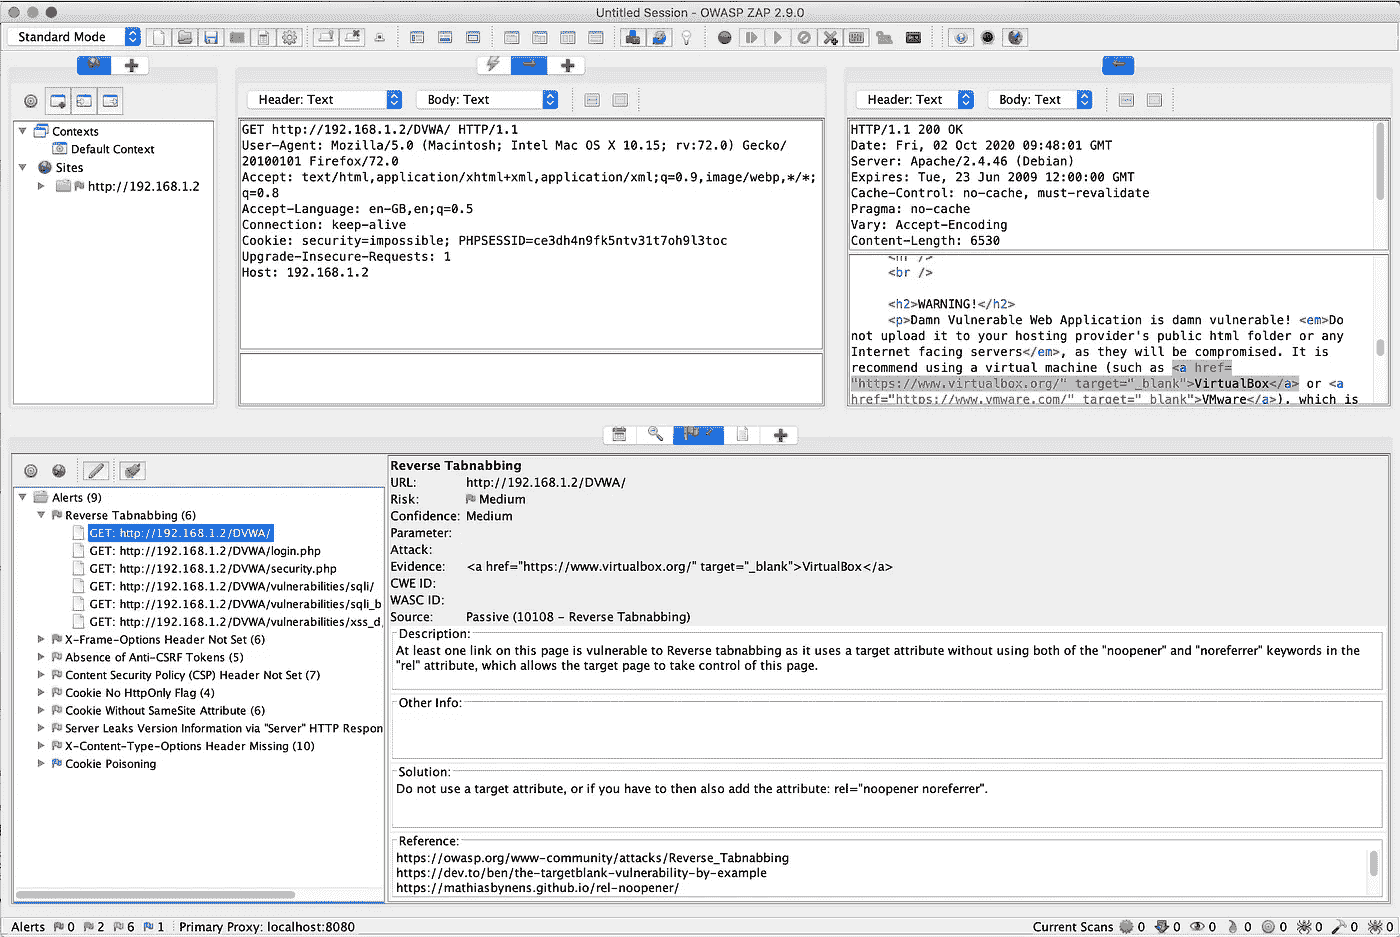 Untitled Session - OWASP ZAP 2.9.0
Standard Mode
Header: Text
Body: Text
Header: Text
Body: Text
Contexts
Default Context
Sites
http://192.168.1.2
GET http://192.168.1.2/DVWA/ HTTP/1.1
User-Agent: Mozilla/5.0 (Macintosh; Intel Mac OS X 10.15; rv:72.0) Gecko/
20100101 Firefox/72.0
Accept: text/html,application/xhtml+xml,application/xml;q=0.9,image/webp,*/*;
q=0.8
Accept-Language: en-GB,en;q=0.5
Connection: keep-alive
Cookie: security=impossible; PHPSESSID=ce3dh4n9fk5ntv31t7oh9l3toc
Upgrade-Insecure-Requests: 1
Host: 192.168.1.2
HTTP/1.1 200 OK
Date: Fri, 02 Oct 2020 09:48:01 GMT
Server: Apache/2.4.46 (Debian)
Expires: Tue, 23 Jun 2009 12:00:00 GMT
Cache-Control: no-cache, must-revalidate
Pragma: no-cache
Vary: Accept-Encoding
Content-Length: 6530
<hr />
<br />
<h2>WARNING!</h2>
<p>Damn Vulnerable Web Application is damn vulnerable! <em>Do
not upload it to your hosting provider's public html folder or any
Internet facing servers</em>, as they will be compromised. It is
recommend using a virtual machine (such as <a href=
"https://www.virtualbox.org/" target="_blank">VirtualBox</a> or <a
href="https://www.vmware.com/" target="_blank">VMware</a>), which is
Alerts (9)
Reverse Tabnabbing (6)
GET: http://192.168.1.2/DVWA/
GET: http://192.168.1.2/DVWA/login.php
GET: http://192.168.1.2/DVWA/security.php
GET: http://192.168.1.2/DVWA/vulnerabilities/sqli/
GET: http://192.168.1.2/DVWA/vulnerabilities/sqli_b
GET: http://192.168.1.2/DVWA/vulnerabilities/xss_d
X-Frame-Options Header Not Set (6)
Absence of Anti-CSRF Tokens (5)
Content Security Policy (CSP) Header Not Set (7)
Cookie No HttpOnly Flag (4)
Cookie Without SameSite Attribute (6)
Server Leaks Version Information via "Server" HTTP Respon
X-Content-Type-Options Header Missing (10)
Cookie Poisoning
Reverse Tabnabbing
URL: http://192.168.1.2/DVWA/
Risk: Medium
Confidence: Medium
Parameter:
Attack:
Evidence: <a href="https://www.virtualbox.org/" target="_blank">VirtualBox</a>
CWE ID:
WASC ID:
Source: Passive (10108 - Reverse Tabnabbing)
Description:
At least one link on this page is vulnerable to Reverse tabnabbing as it uses a target attribute without using both of the "noopener" and "noreferrer" keywords in the
"rel" attribute, which allows the target page to take control of this page.
Other Info:
Solution:
Do not use a target attribute, or if you have to then also add the attribute: rel="noopener noreferrer".
Reference:
https://owasp.org/www-community/attacks/Reverse_Tabnabbing
https://dev.to/ben/the-targetblank-vulnerability-by-example
https://mathiasbynens.github.io/rel-noopener/
Alerts 0 2 6 1 Primary Proxy: localhost:8080
Current Scans 0 0 0 0 0 0 0 0